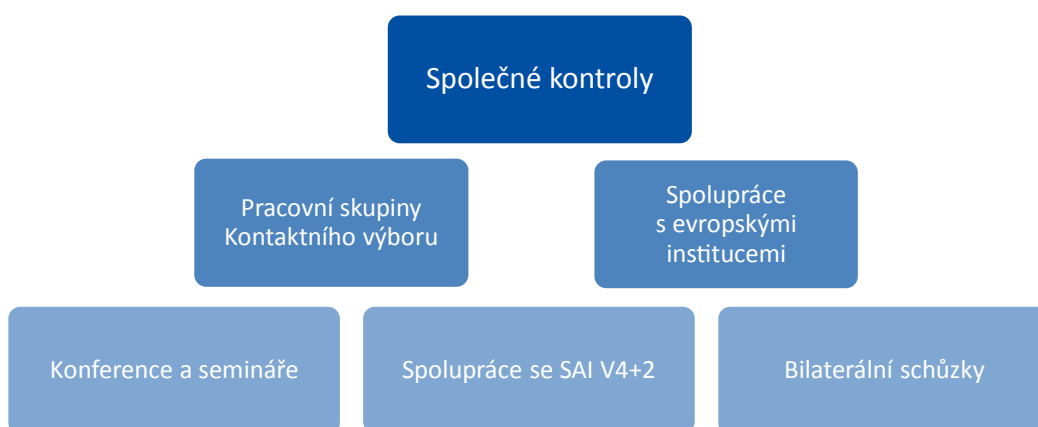 Společné kontroly
Pracovní skupiny
Kontaktního výboru
Spolupráce
s evropskými
institucemi
Konference a semináře
Spolupráce se SAI V4+2
Bilaterální schůzky